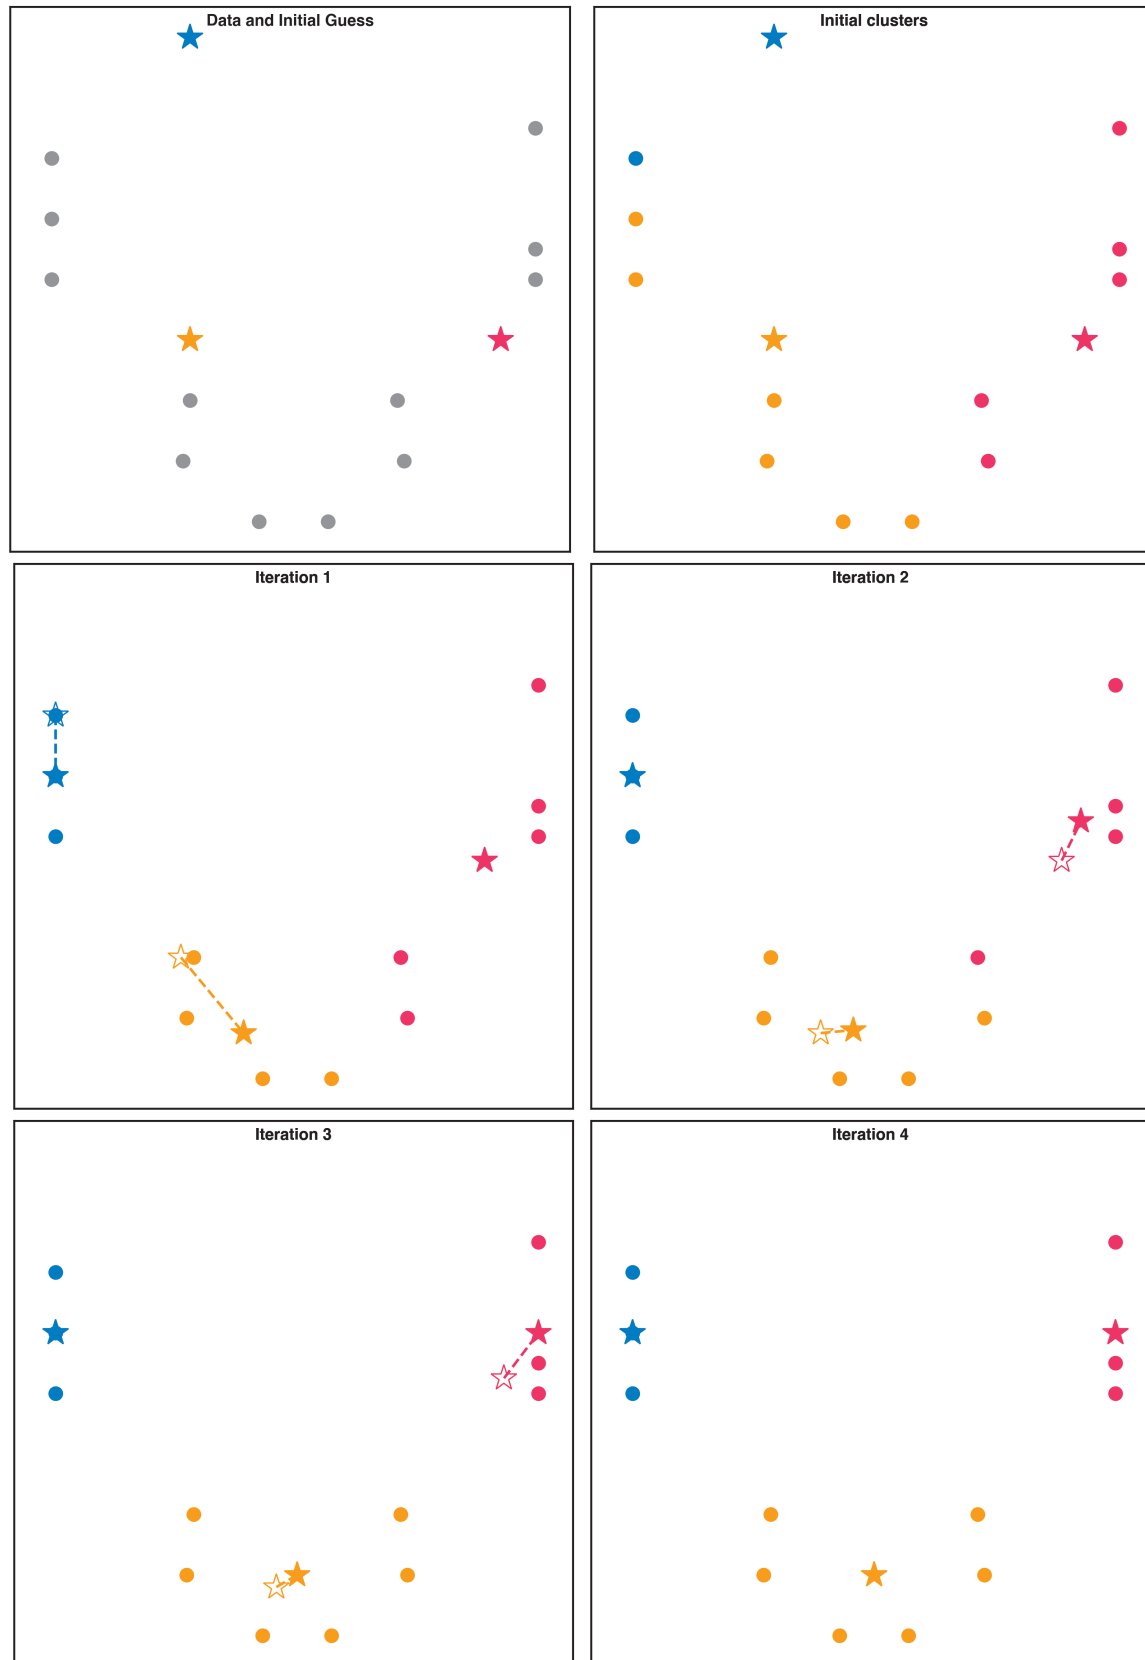 Data and Initial Guess
Initial clusters
Iteration 1
Iteration 2
Iteration 3
Iteration 4